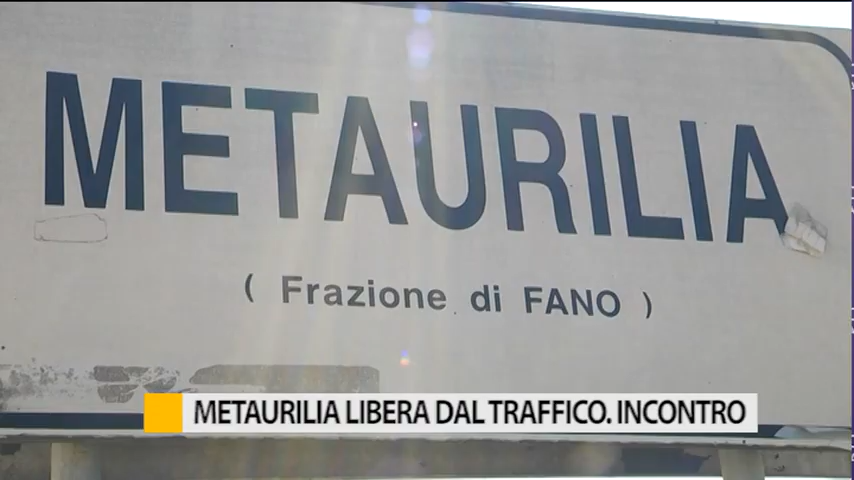 METAURILIA
( Frazione di FANO )
METAURILIA LIBERA DAL TRAFFICO. INCONTRO